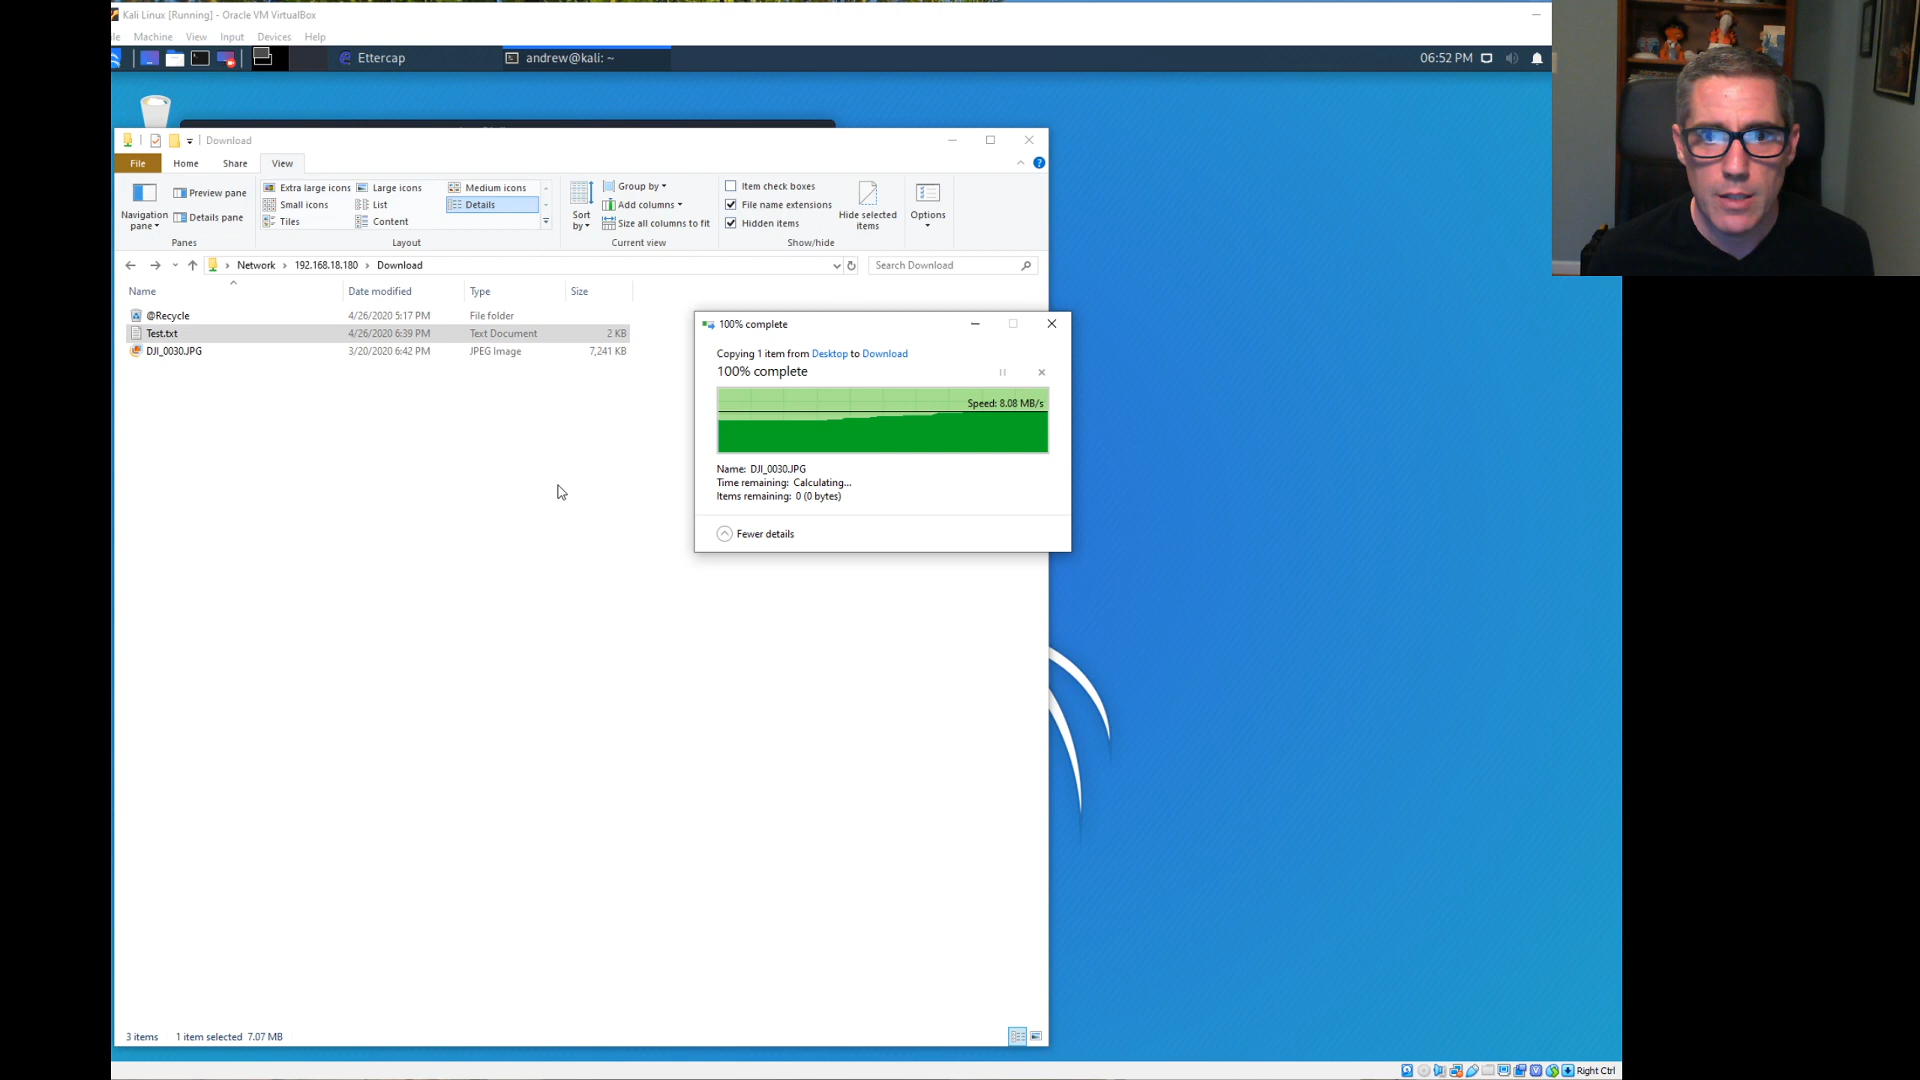 Kali Linux [Running] - Oracle VM VirtualBox
Machine View Input Devices Help
Ettercap
andrew@kali: ~
06:52 PM
Download
File Home Share View
Navigation pane
Preview pane
Details pane
Panes
Extra large icons Large icons Medium icons
Small icons List Details
Tiles Content
Layout
Sort by
Group by
Add columns
Size all columns to fit
Current view
Item check boxes
File name extensions
Hidden items
Hide selected items
Show/hide
Options
Network > 192.168.18.180 > Download
Search Download
Name Date modified Type Size
@Recycle 4/26/2020 5:17 PM File folder
Test.txt 4/26/2020 6:39 PM Text Document 2 KB
DJI_0030.JPG 3/20/2020 6:42 PM JPEG Image 7,241 KB
100% complete
Copying 1 item from Desktop to Download
100% complete
Speed: 8.08 MB/s
Name: DJI_0030.JPG
Time remaining: Calculating...
Items remaining: 0 (0 bytes)
Fewer details
3 items 1 item selected 7.07 MB
Right Ctrl